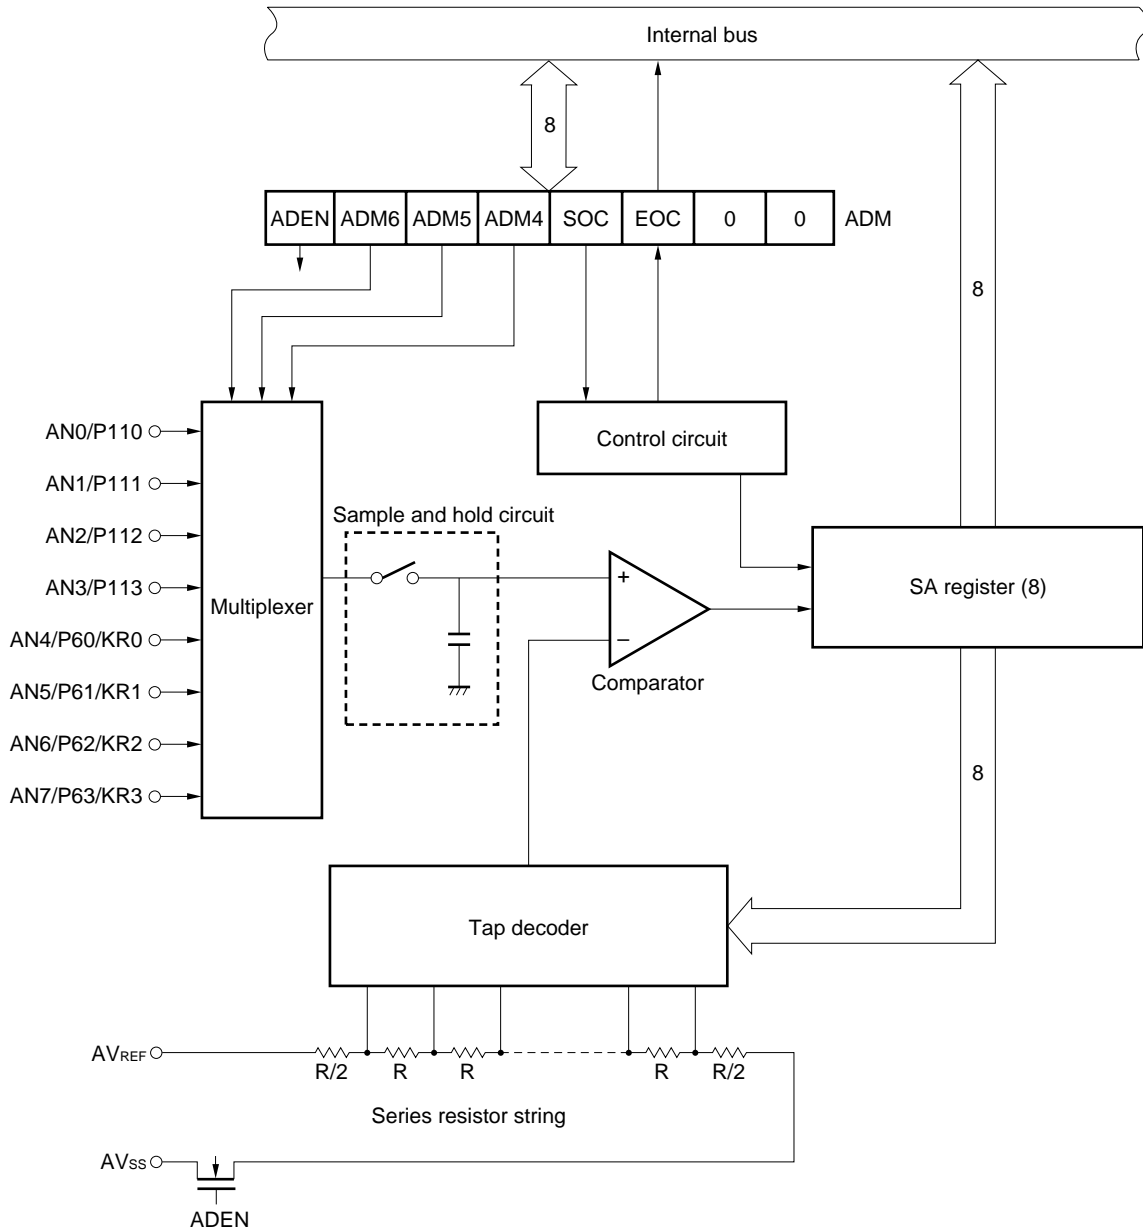 Internal bus
8
ADEN ADM6 ADM5 ADM4 SOC EOC 0 0 ADM
8
AN0/P110
Control circuit
AN1/P111
Sample and hold circuit
AN2/P112
AN3/P113
Multiplexer
+
SA register (8)
AN4/P60/KR0
−
Comparator
AN5/P61/KR1
AN6/P62/KR2
8
AN7/P63/KR3
Tap decoder
AVREF
R/2 R R R R/2
Series resistor string
AVSS
ADEN